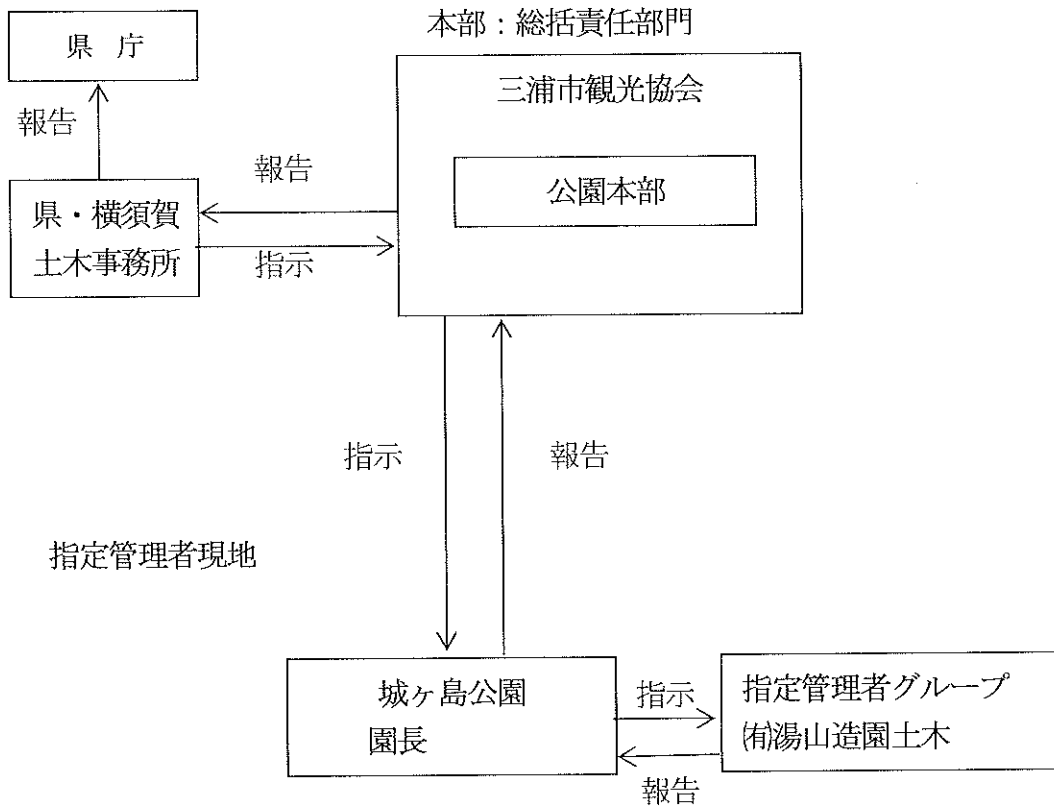 本部：総括責任部門
県　庁
三浦市観光協会
報告
公園本部
報告
県・横須賀
土木事務所
指示
指示
報告
指定管理者現地
城ヶ島公園
園長
指示
指定管理者グループ
㈲湯山造園土木
報告